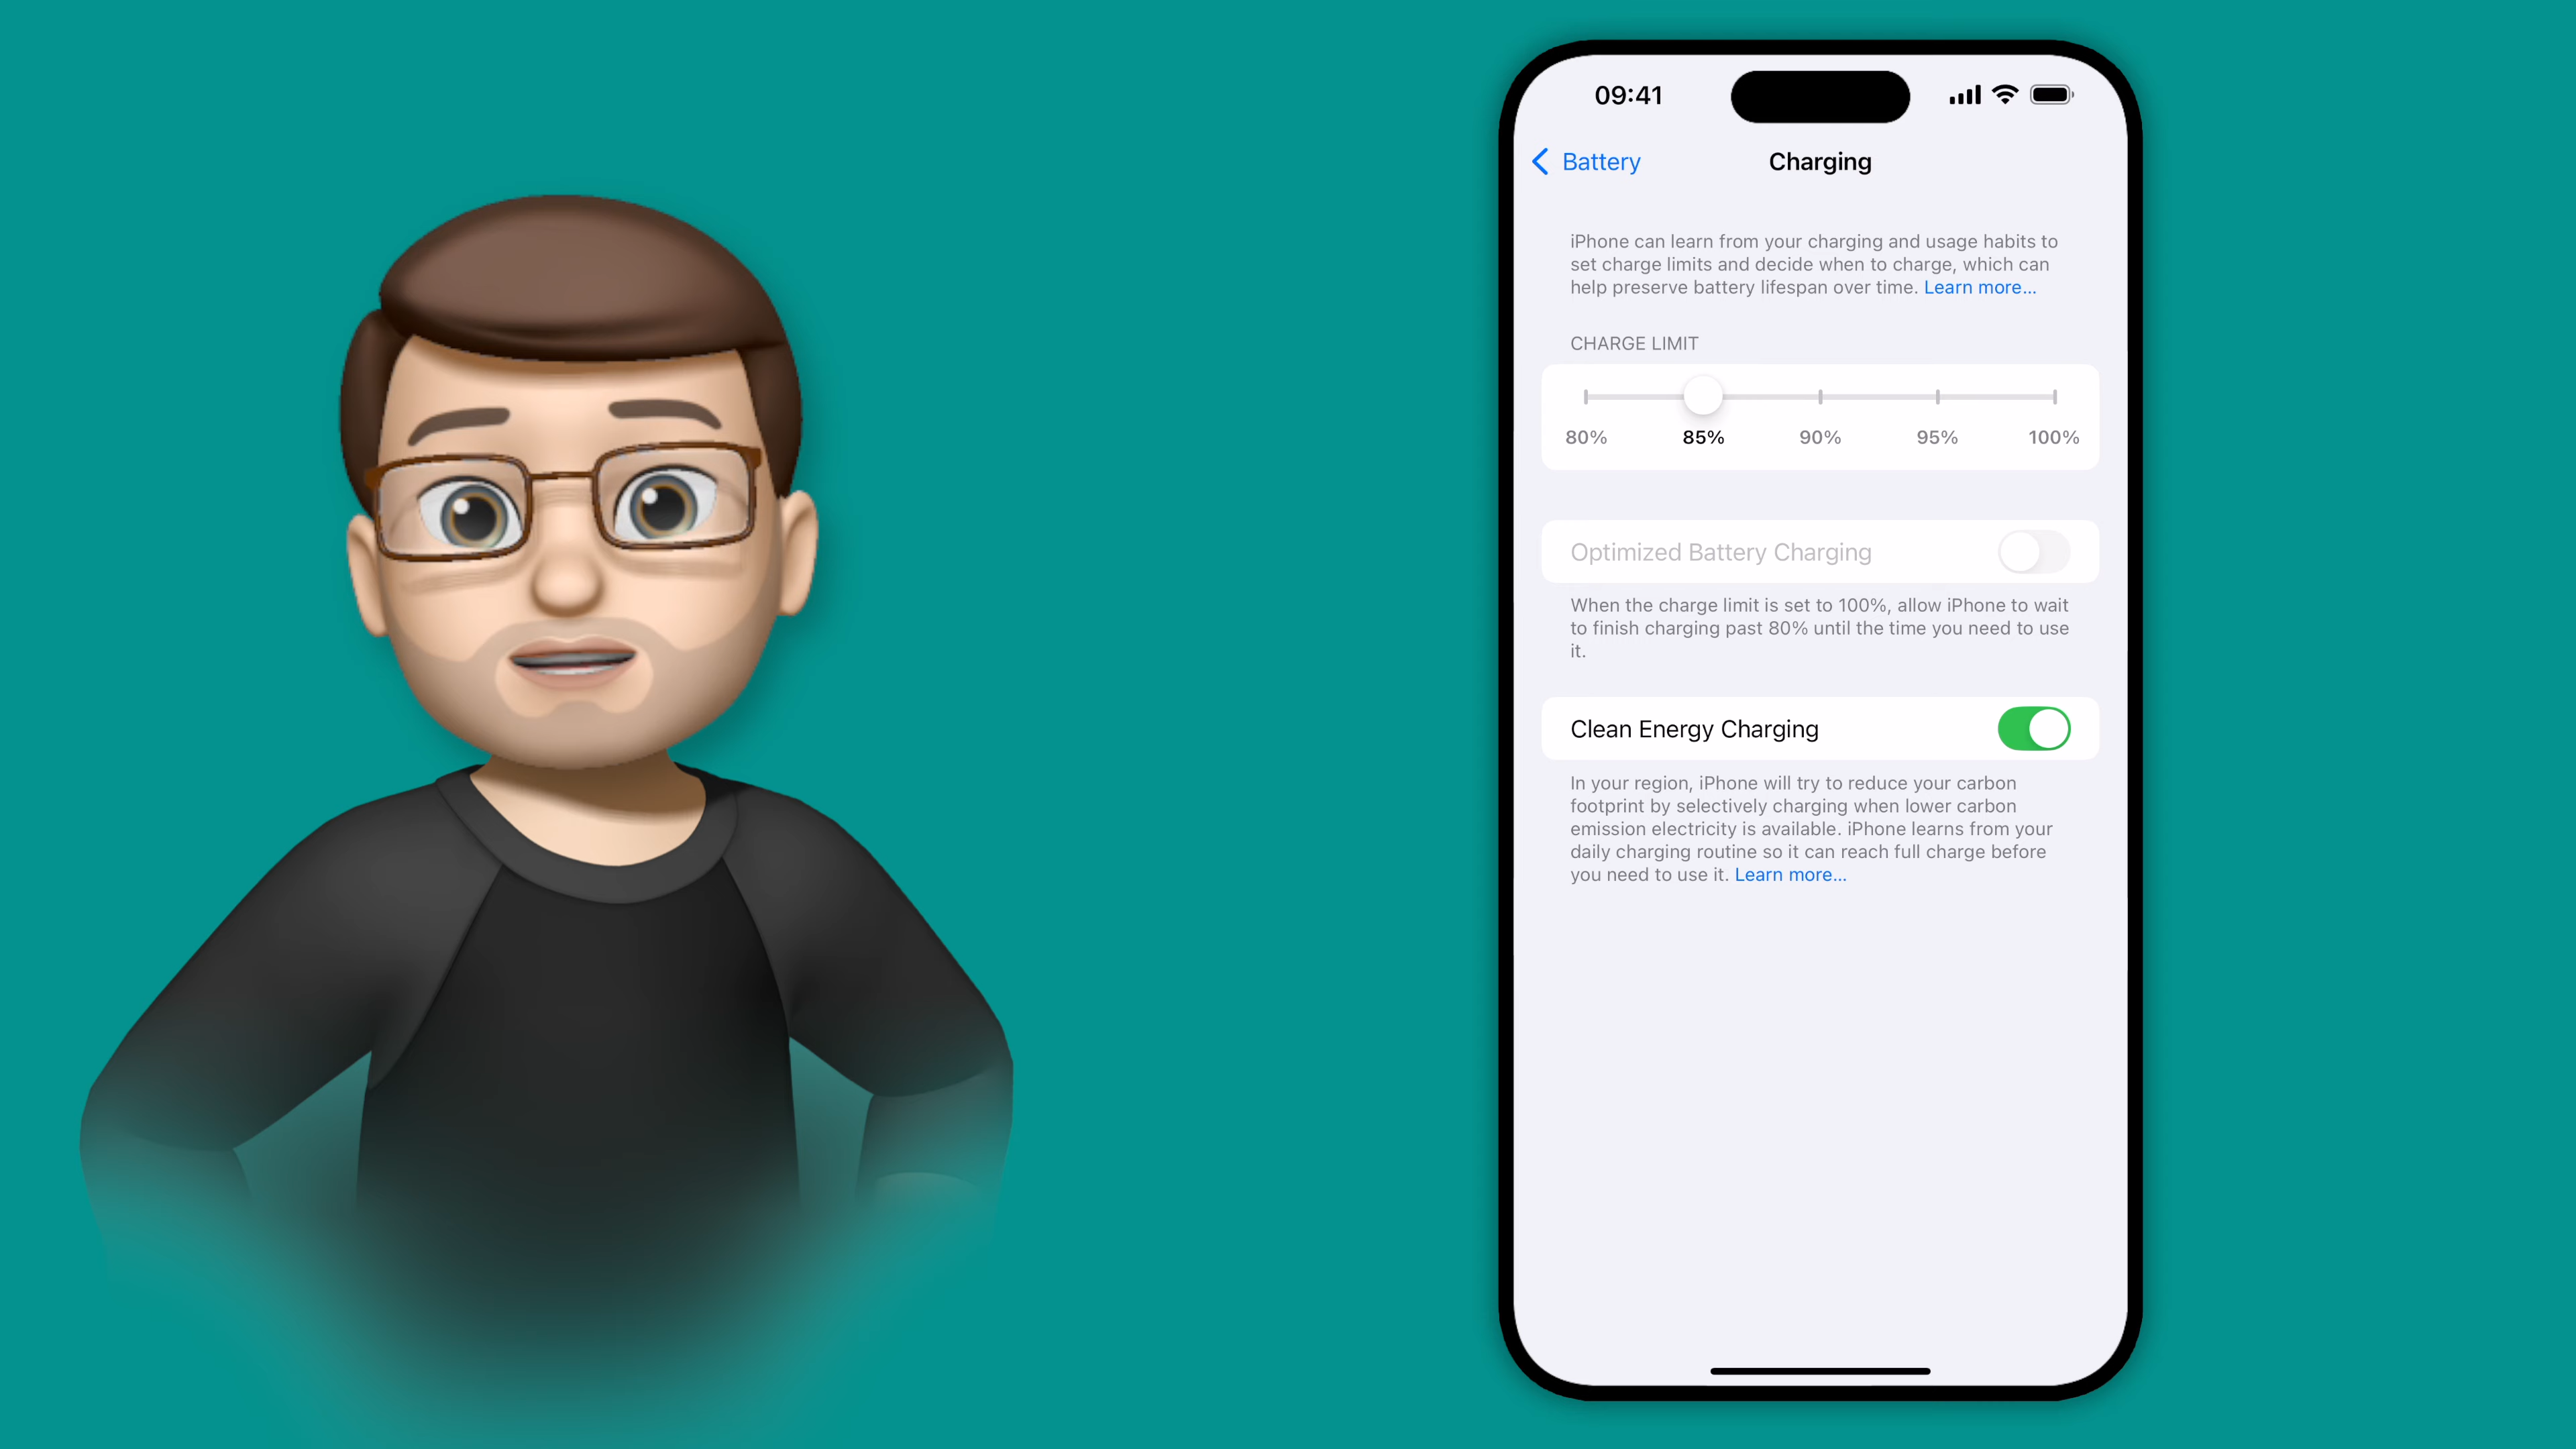 09:41
Battery
Charging
iPhone can learn from your charging and usage habits to
set charge limits and decide when to charge, which can
help preserve battery lifespan over time. Learn more...
CHARGE LIMIT
80% 85% 90% 95% 100%
Optimized Battery Charging
When the charge limit is set to 100%, allow iPhone to wait
to finish charging past 80% until the time you need to use
it.
Clean Energy Charging
In your region, iPhone will try to reduce your carbon
footprint by selectively charging when lower carbon
emission electricity is available. iPhone learns from your
daily charging routine so it can reach full charge before
you need to use it. Learn more...